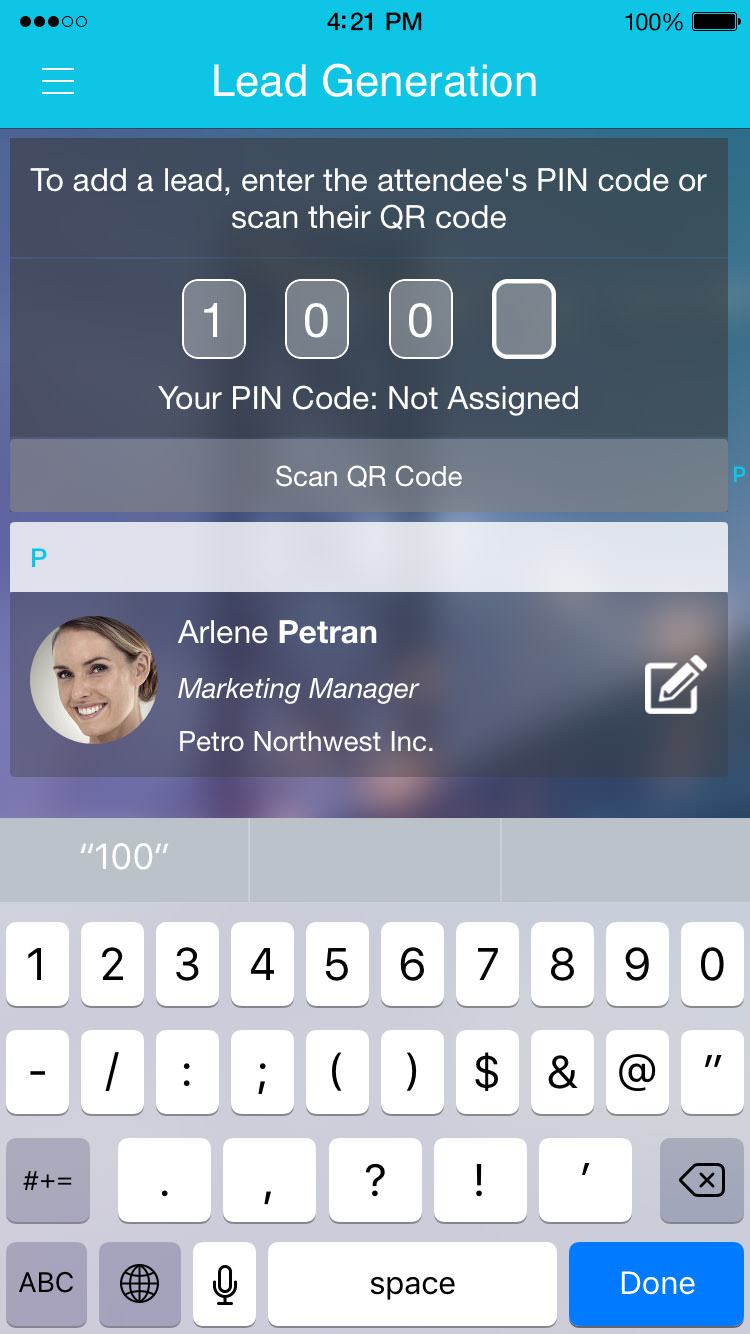 4:21 PM 100%
Lead Generation
To add a lead, enter the attendee's PIN code or
scan their QR code
1 0 0
Your PIN Code: Not Assigned
Scan QR Code
P
P
Arlene Petran
Marketing Manager
Petro Northwest Inc.
“100”
1 2 3 4 5 6 7 8 9 0
- / : ; ( ) $ & @ "
#+= . , ? ! '
ABC space Done